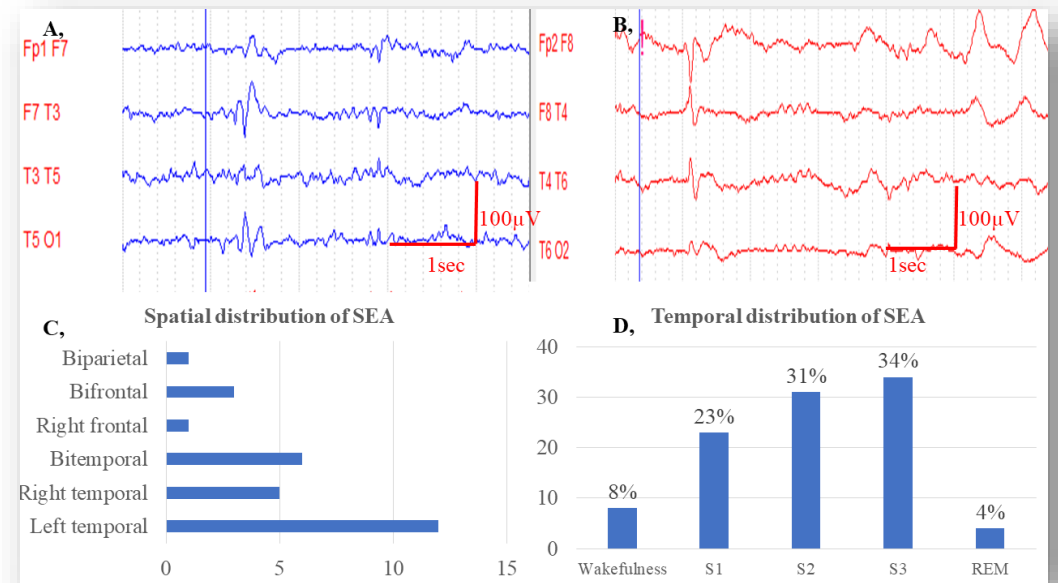 A,
B,
Fp1 F7
F7 T3
T3 T5
T5 O1
100µV
1sec
Fp2 F8
F8 T4
T4 T6
T6 O2
100µV
1sec
C,
Spatial distribution of SEA
Biparietal
Bifrontal
Right frontal
Bitemporal
Right temporal
Left temporal
0 5 10 15
D,
Temporal distribution of SEA
40
30
20
10
0
8%
23%
31%
34%
4%
Wakefulness S1 S2 S3 REM